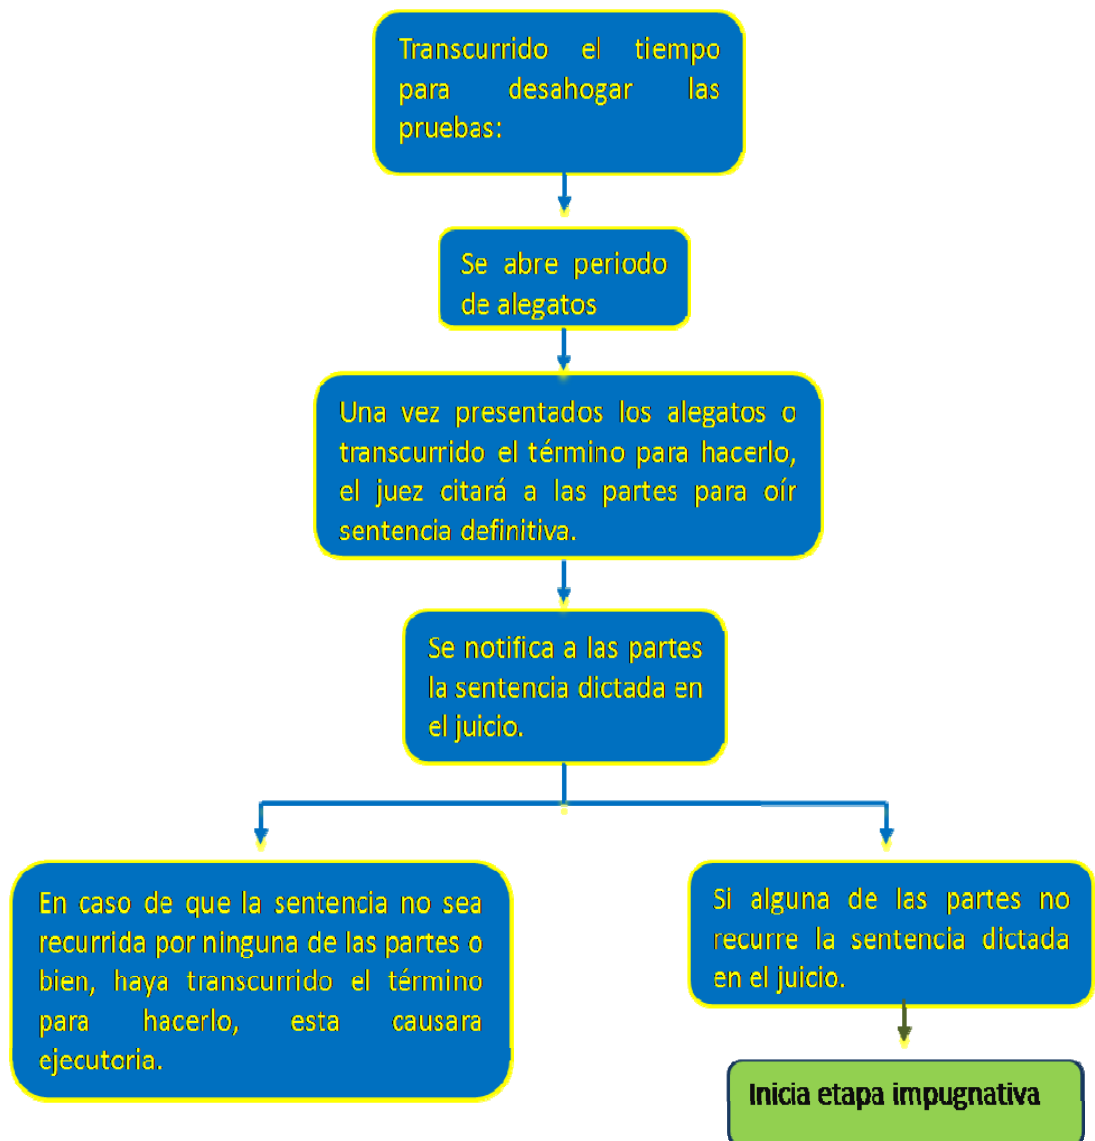 Transcurrido el tiempo
para desahogar las
pruebas:
Se abre periodo
de alegatos
Una vez presentados los alegatos o
transcurrido el término para hacerlo,
el juez citará a las partes para oír
sentencia definitiva.
Se notifica a las partes
la sentencia dictada en
el juicio.
En caso de que la sentencia no sea
recurrida por ninguna de las partes o
bien, haya transcurrido el término
para hacerlo, esta causara
ejecutoria.
Si alguna de las partes no
recurre la sentencia dictada
en el juicio.
Inicia etapa impugnativa